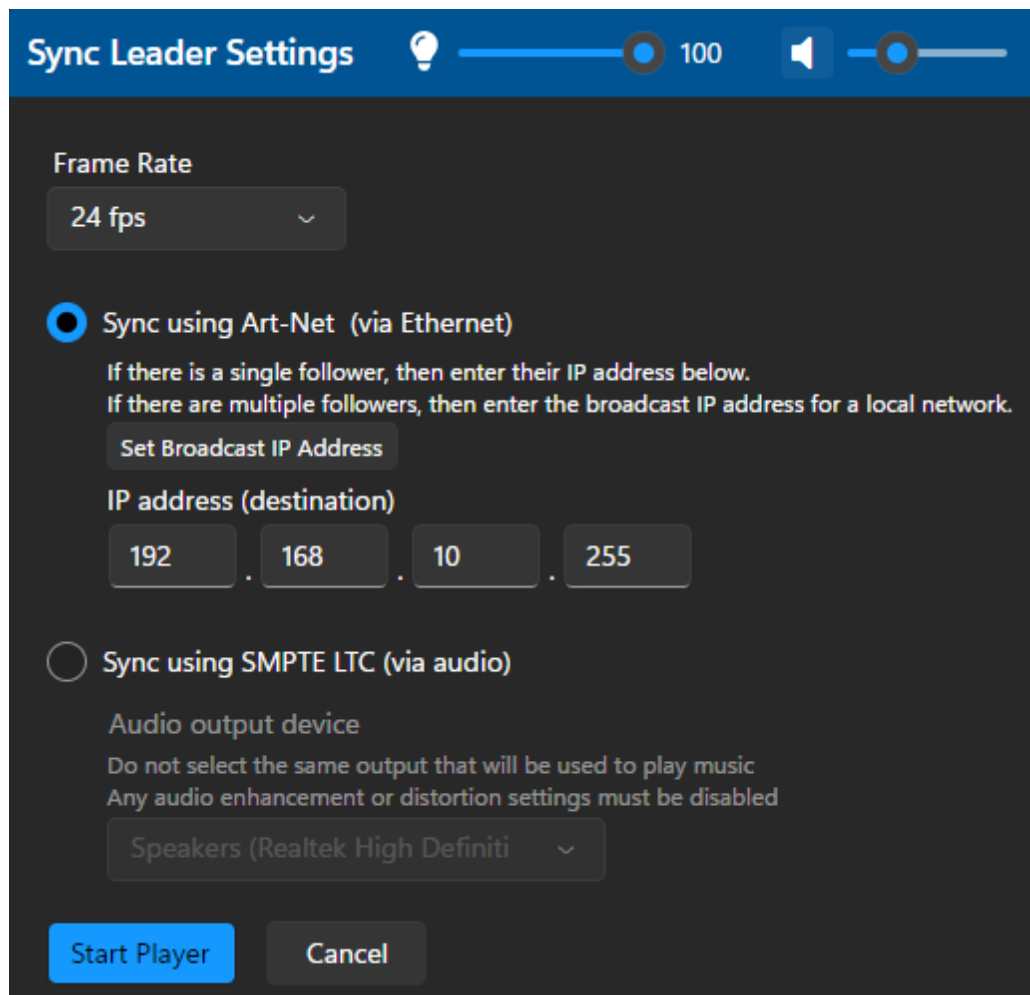 Sync Leader Settings 100
Frame Rate
24 fps
Sync using Art-Net (via Ethernet)
If there is a single follower, then enter their IP address below.
If there are multiple followers, then enter the broadcast IP address for a local network.
Set Broadcast IP Address
IP address (destination)
192 . 168 . 10 . 255
Sync using SMPTE LTC (via audio)
Audio output device
Do not select the same output that will be used to play music
Any audio enhancement or distortion settings must be disabled
Speakers (Realtek High Definiti
Start Player Cancel